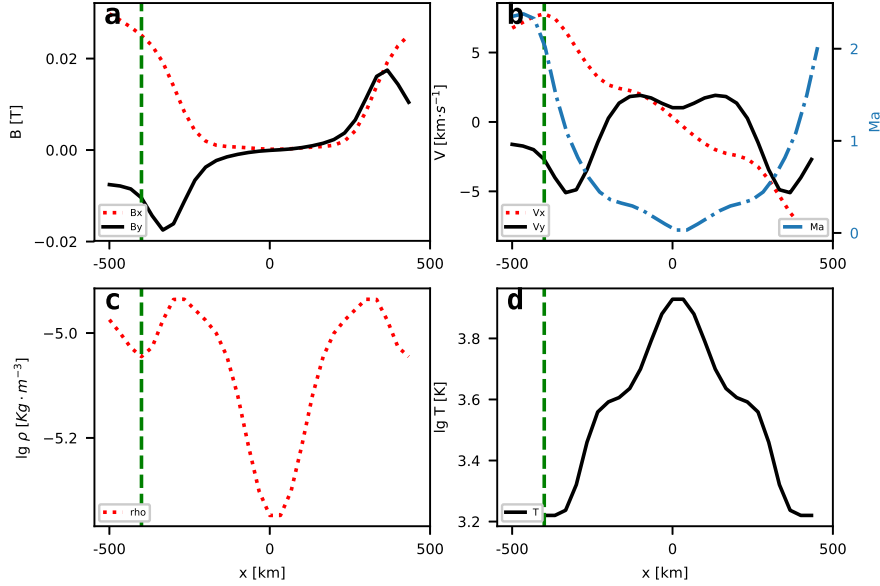 a
B [T]
0.02
0.00
−0.02
Bx
By
-500
0
500
b
V [km·s⁻¹]
5
0
−5
Vx
Vy
Ma
2
1
0
Ma
-500
0
500
c
lg ρ [Kg · m⁻³]
−5.0
−5.2
rho
-500
0
500
x [km]
d
lg T [K]
3.8
3.6
3.4
3.2
T
-500
0
500
x [km]